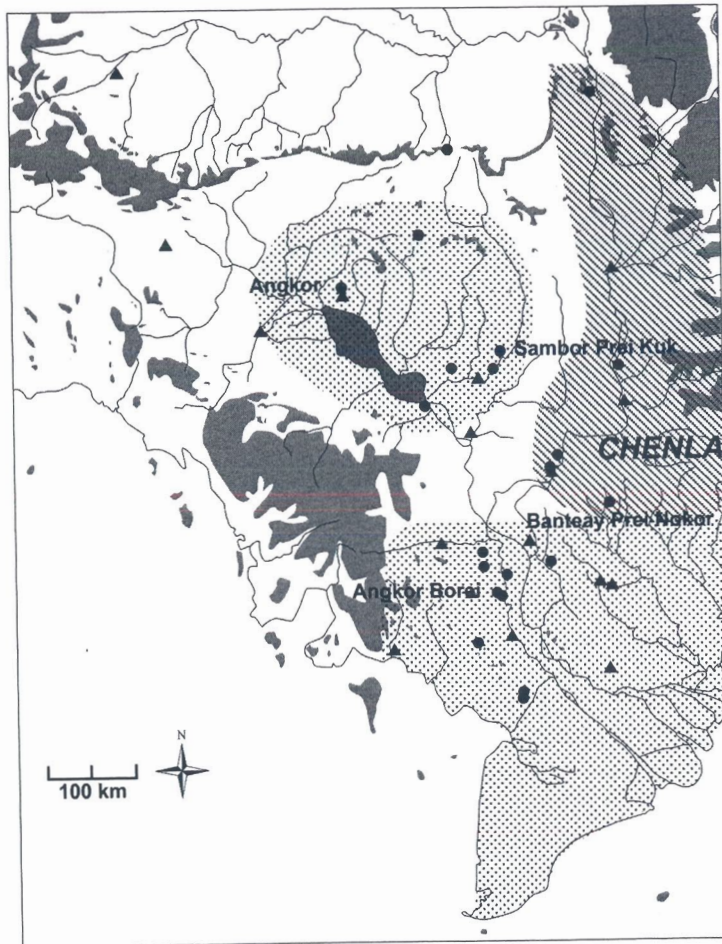 N
Angkor
Sambor Prei Kuk
CHENLA
Banteay Prei Nokor
Angkor Borei
100 km